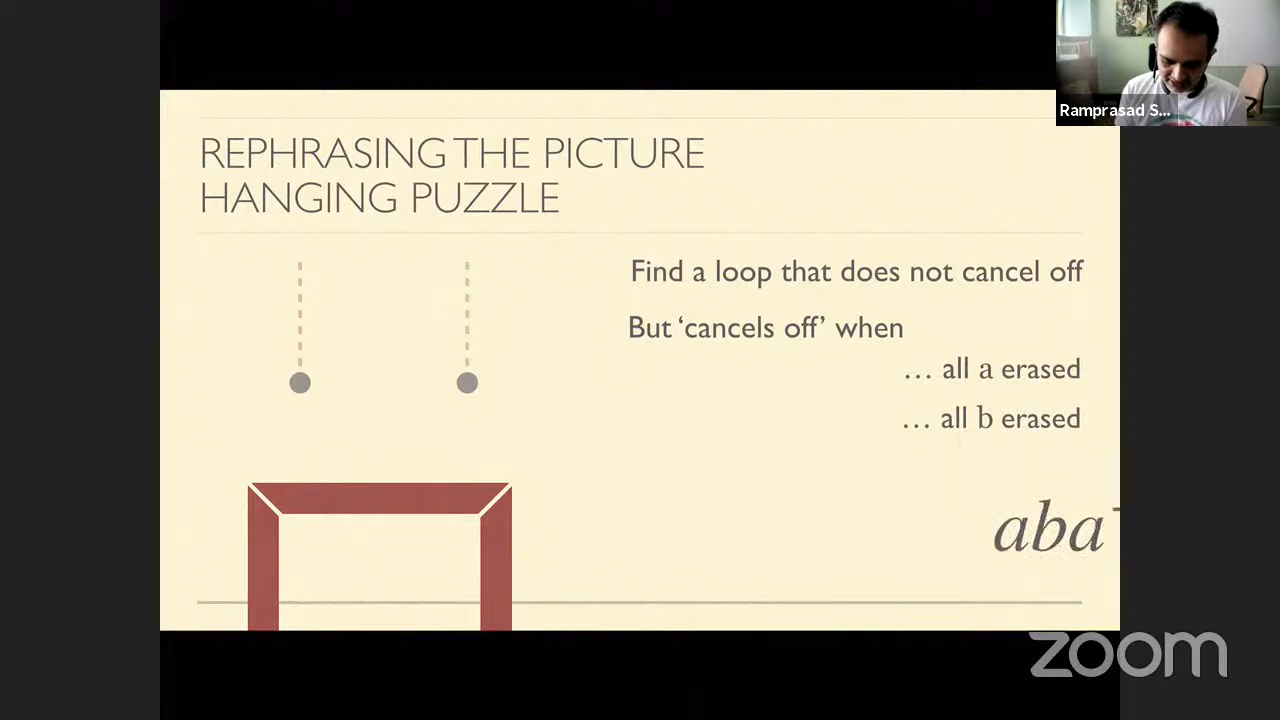 Ramprasad S...
REPHRASING THE PICTURE
HANGING PUZZLE
Find a loop that does not cancel off
But ‘cancels off’ when
… all a erased
… all b erased
aba⁻
zoom